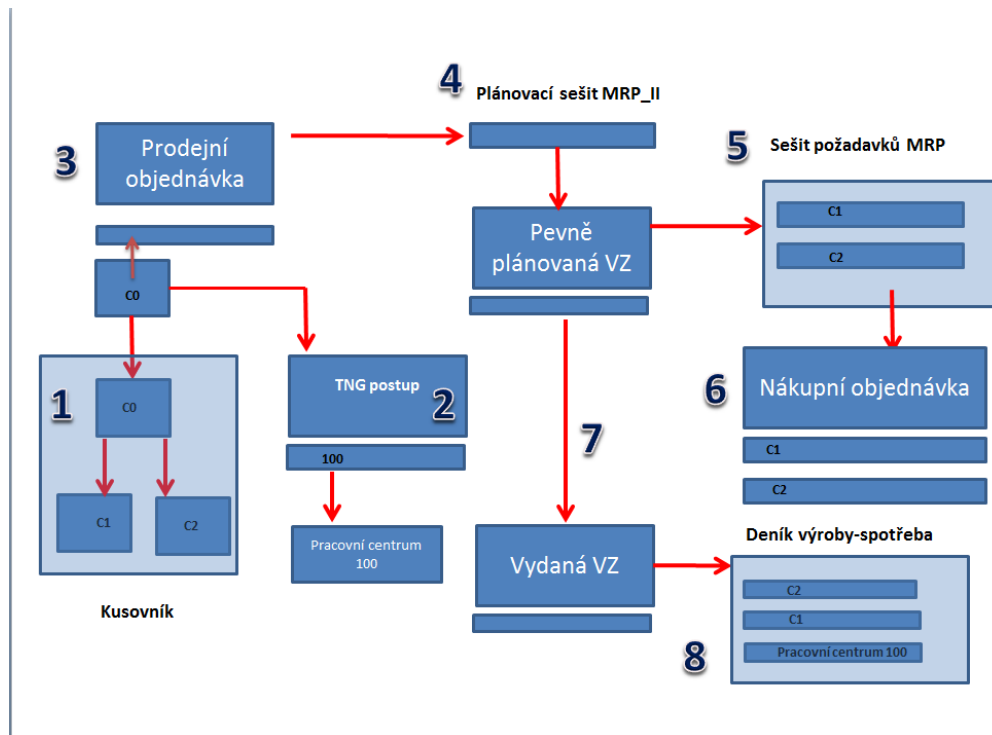 4
Plánovací sešit MRP_II
3
Prodejní
objednávka
5
Sešit požadavků MRP
C1
C2
Pevně
plánovaná VZ
C0
1
C0
C1
C2
Kusovník
TNG postup
2
100
Pracovní centrum
100
6
Nákupní objednávka
C1
C2
7
Vydaná VZ
Deník výroby-spotřeba
C2
C1
Pracovní centrum 100
8